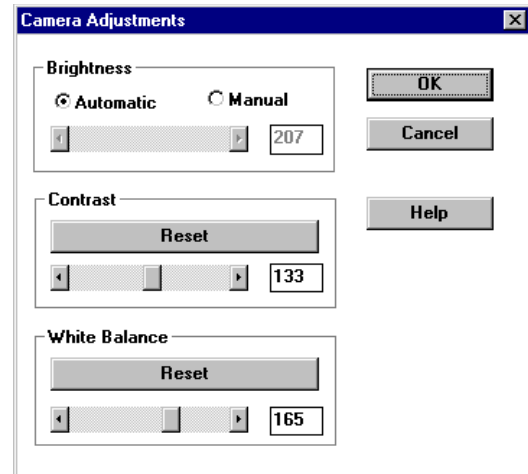 Camera Adjustments
Brightness
Automatic
Manual
207
OK
Cancel
Contrast
Reset
133
Help
White Balance
Reset
165